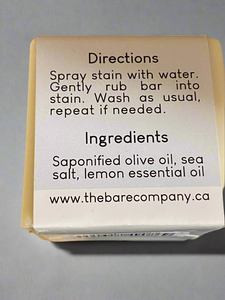 Directions
Spray stain with water.
Gently rub bar into
stain. Wash as usual,
repeat if needed.
Ingredients
Saponified olive oil, sea
salt, lemon essential oil
www.thebarecompany.ca